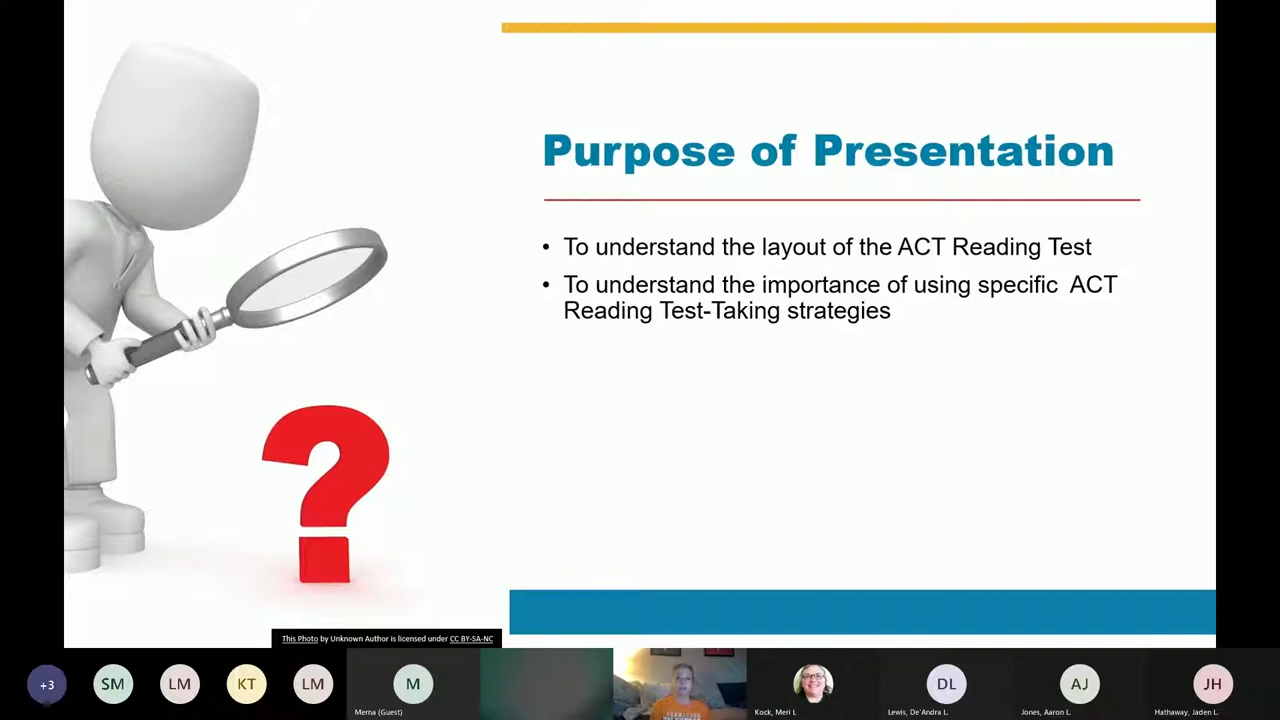 Purpose of Presentation
• To understand the layout of the ACT Reading Test
• To understand the importance of using specific ACT
Reading Test-Taking strategies
?
This Photo by Unknown Author is licensed under CC BY-SA-NC
+3
SM
LM
KT
LM
M
Merna (Guest)
Kock, Meri L
DL
Lewis, De'Andra L.
AJ
Jones, Aaron L.
JH
Hathaway, Jaden L.